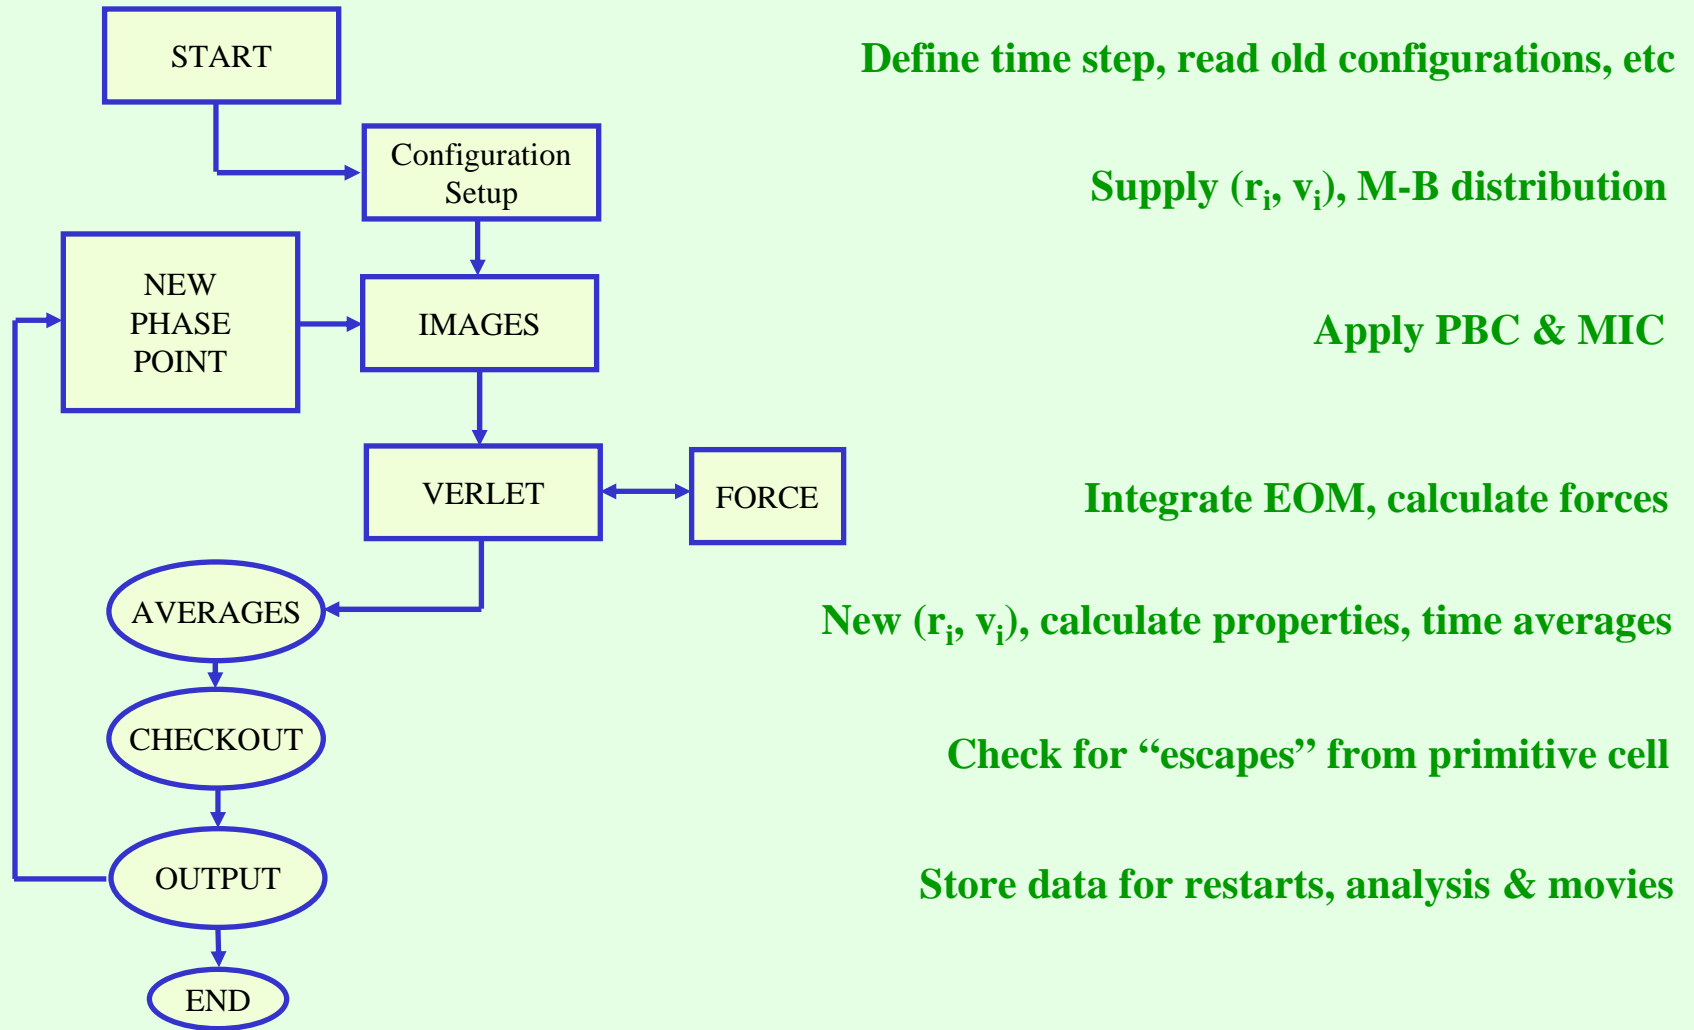 START
Define time step, read old configurations, etc
Configuration
Setup
Supply (rᵢ, vᵢ), M-B distribution
NEW
PHASE
POINT
IMAGES
Apply PBC & MIC
VERLET
FORCE
Integrate EOM, calculate forces
AVERAGES
New (rᵢ, vᵢ), calculate properties, time averages
CHECKOUT
Check for “escapes” from primitive cell
OUTPUT
Store data for restarts, analysis & movies
END